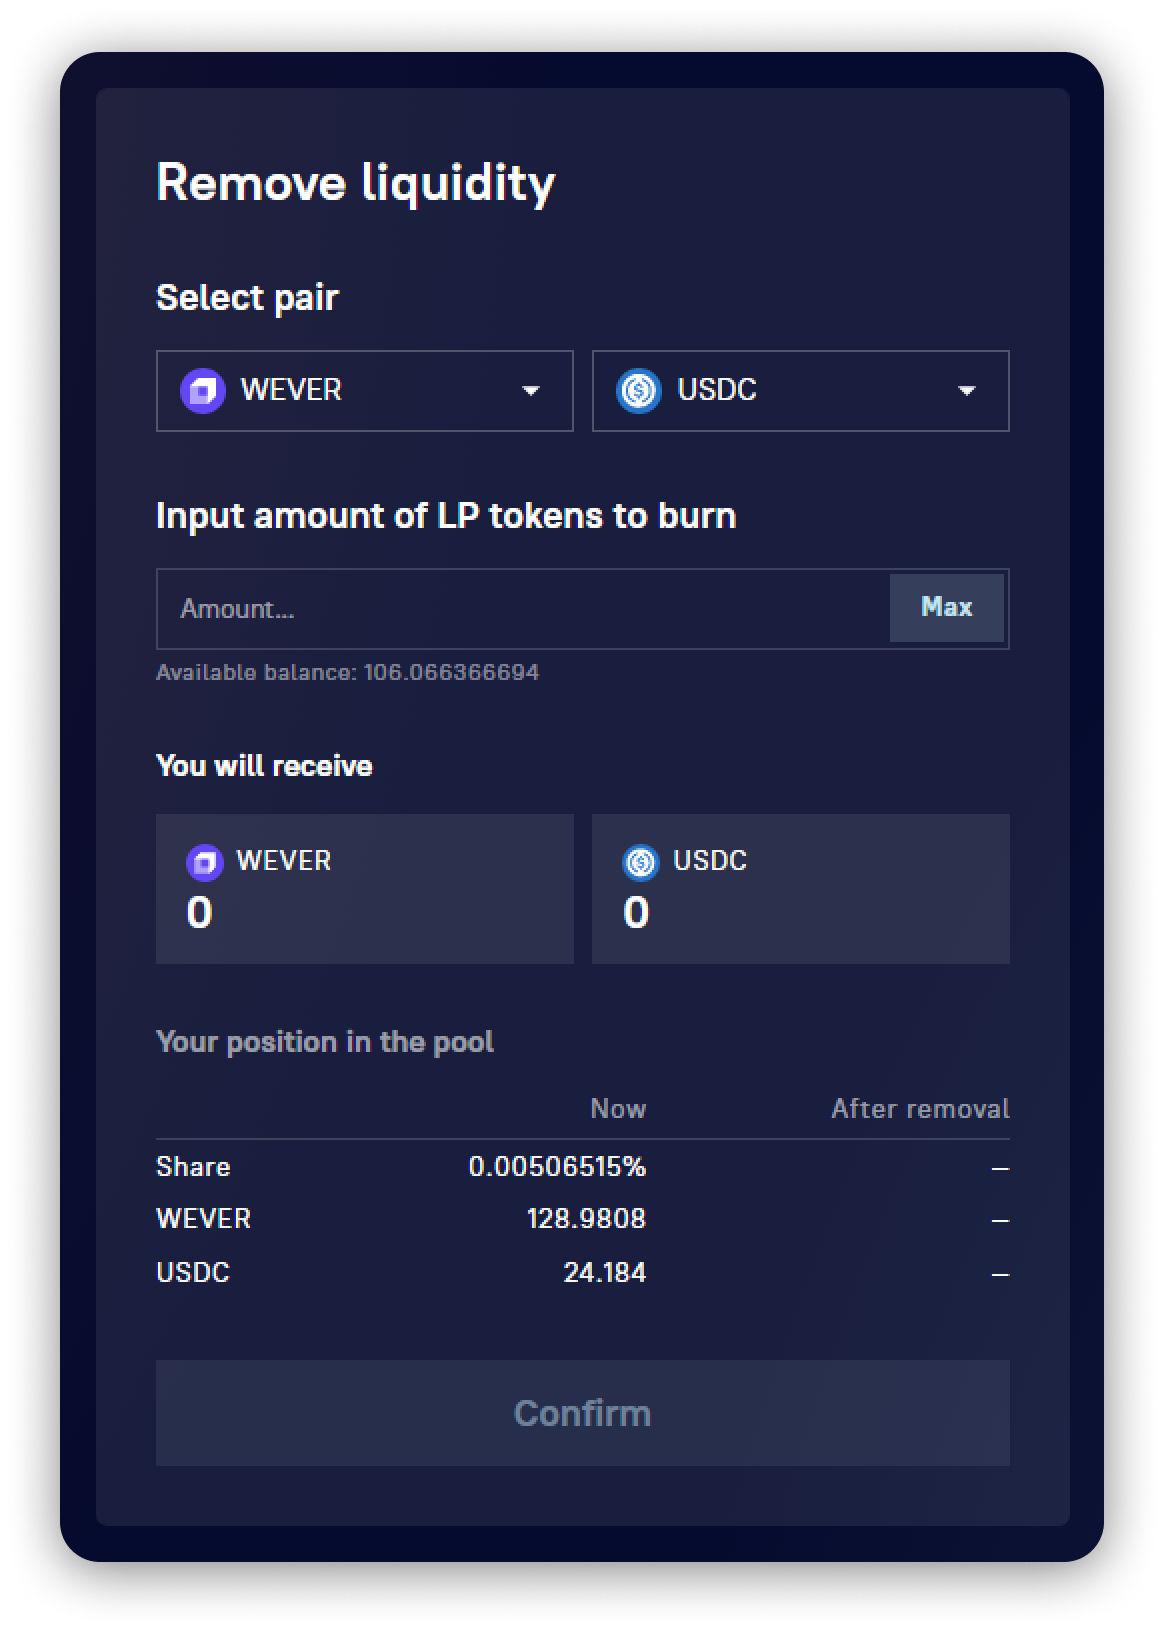 Remove liquidity
Select pair
WEVER USDC
Input amount of LP tokens to burn
Amount... Max
Available balance: 106.066366694
You will receive
WEVER USDC
0 0
Your position in the pool
Now After removal
Share 0.00506515% –
WEVER 128.9808 –
USDC 24.184 –
Confirm